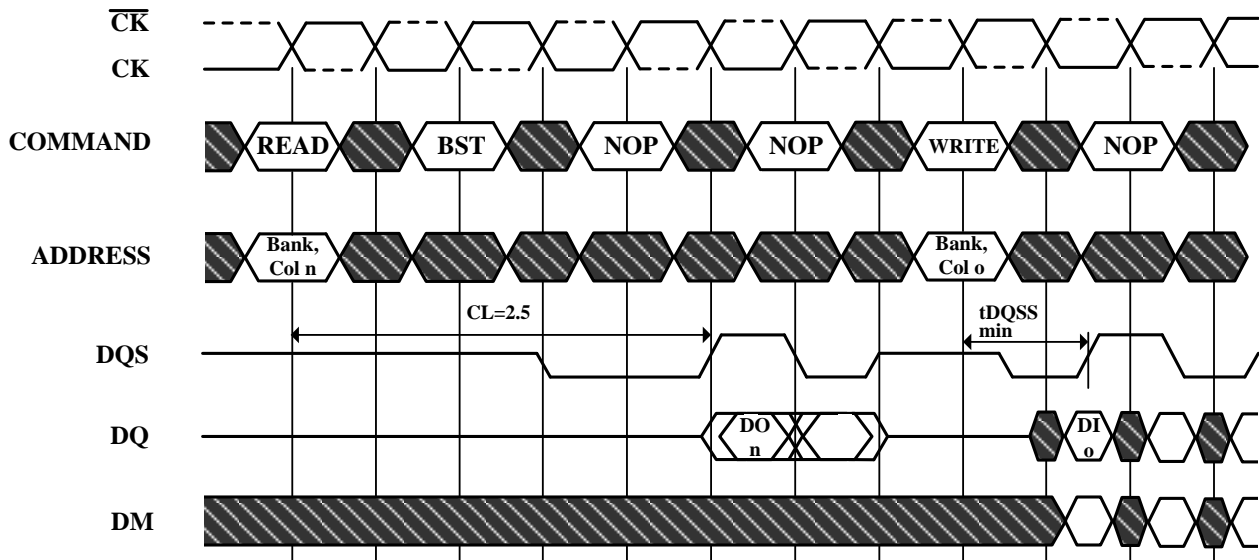 C̅K̅
CK
COMMAND
READ
BST
NOP
NOP
WRITE
NOP
ADDRESS
Bank,
Col n
Bank,
Col o
CL=2.5
tDQSS
min
DQS
DQ
DO
n
DI
o
DM